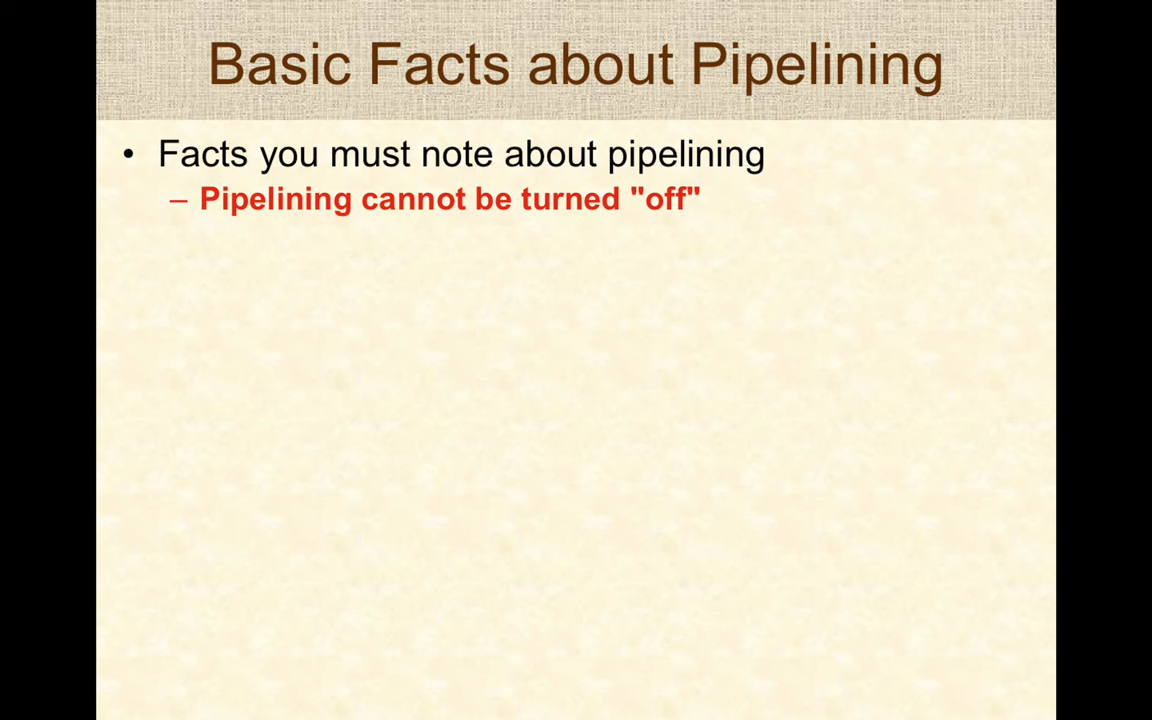 Basic Facts about Pipelining
• Facts you must note about pipelining
– Pipelining cannot be turned "off"